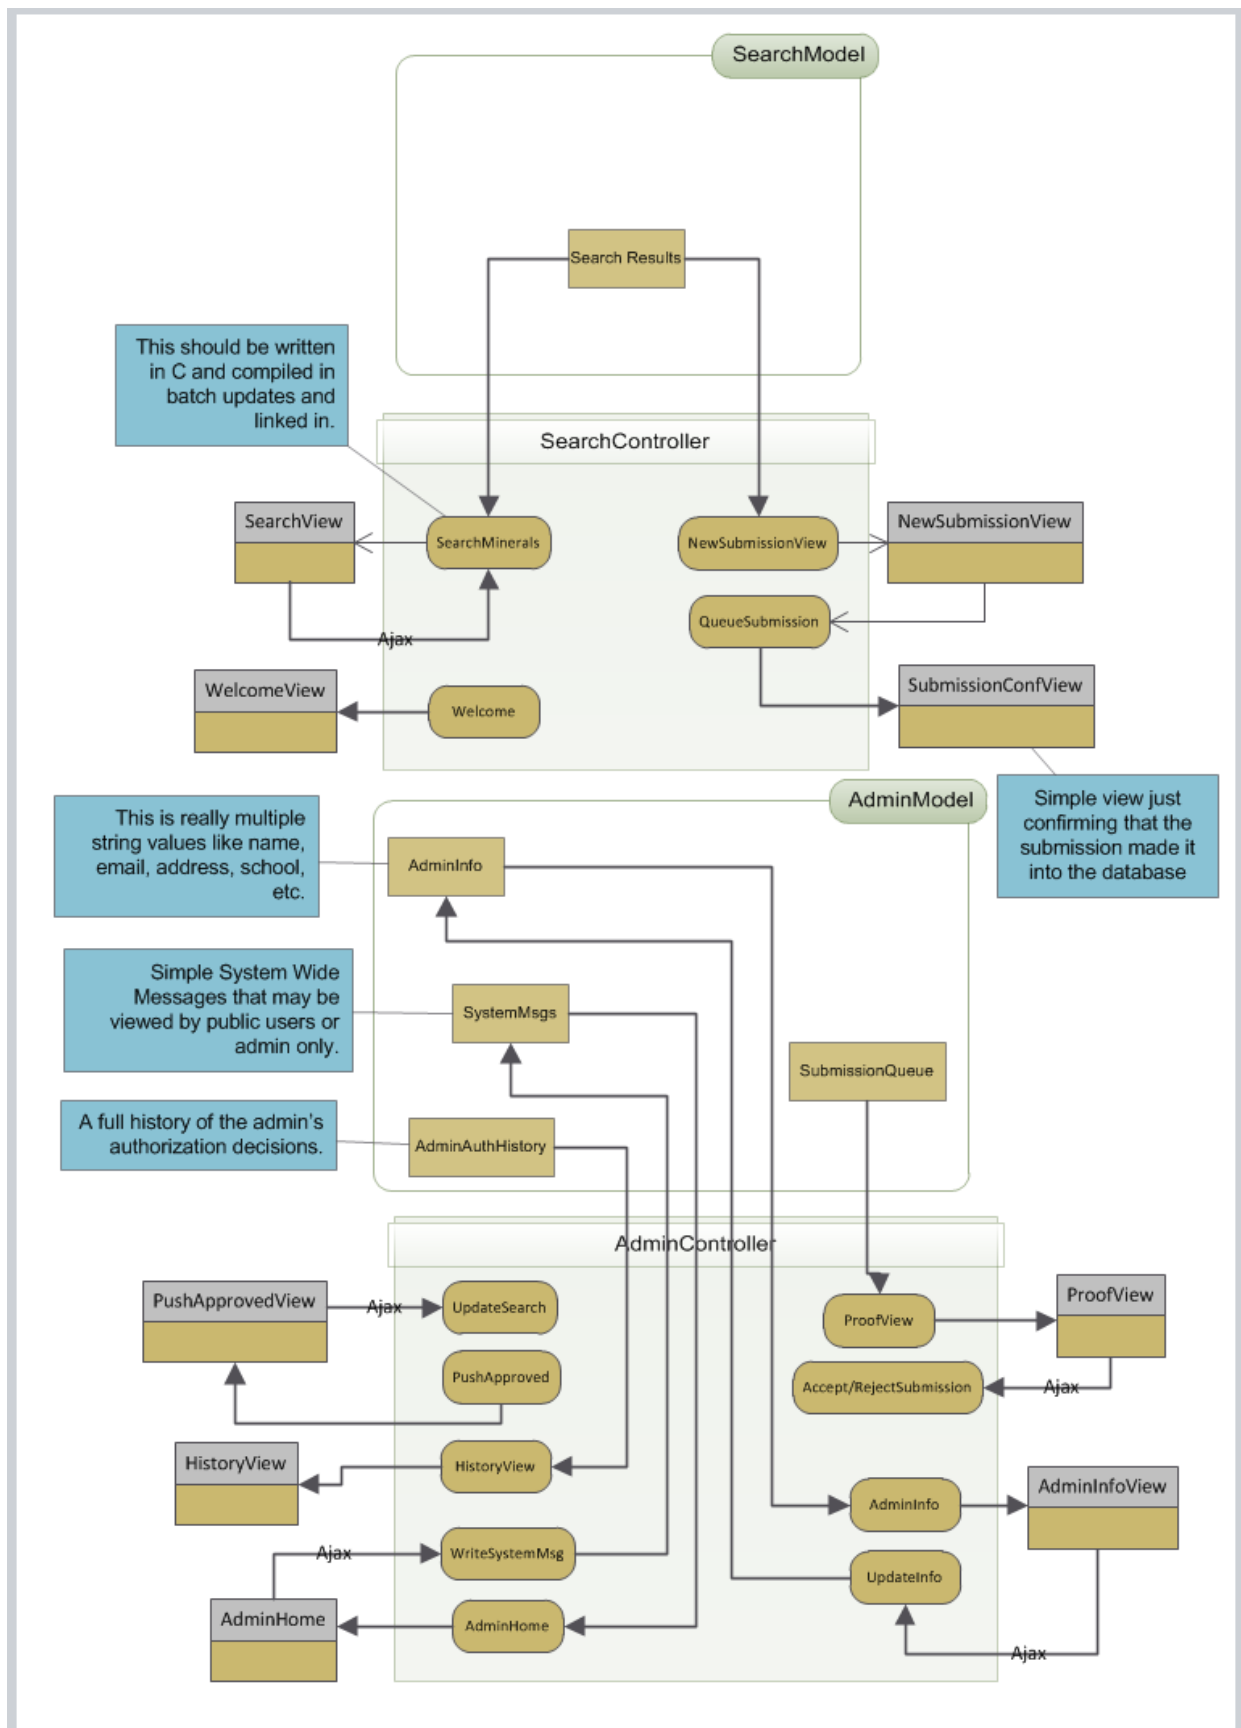 SearchModel
Search Results
This should be written
in C and compiled in
batch updates and
linked in.
SearchController
SearchView
SearchMinerals
NewSubmissionView
NewSubmissionView
QueueSubmission
Ajax
WelcomeView
Welcome
SubmissionConfView
This is really multiple
string values like name,
email, address, school,
etc.
AdminModel
Simple view just
confirming that the
submission made it
into the database
AdminInfo
Simple System Wide
Messages that may be
viewed by public users or
admin only.
SystemMsgs
SubmissionQueue
A full history of the admin's
authorization decisions.
AdminAuthHistory
AdminController
PushApprovedView
Ajax
UpdateSearch
ProofView
ProofView
PushApproved
Accept/RejectSubmission
Ajax
HistoryView
HistoryView
AdminInfo
AdminInfoView
Ajax
WriteSystemMsg
UpdateInfo
AdminHome
AdminHome
Ajax